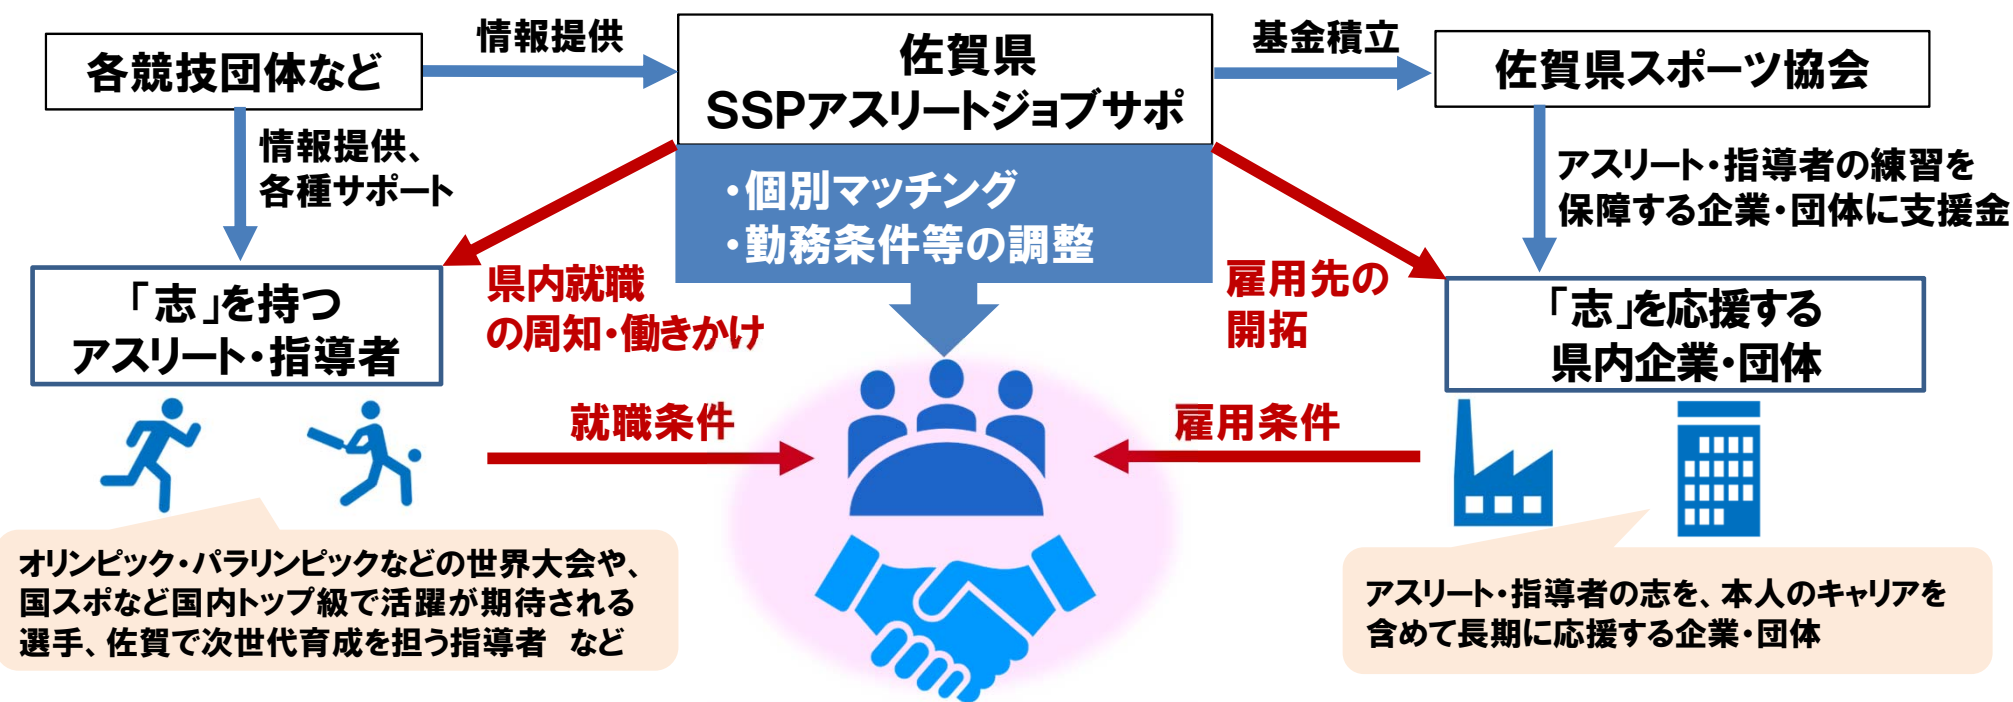 各競技団体など
情報提供
佐賀県
SSPアスリートジョブサポ
基金積立
佐賀県スポーツ協会
情報提供、
各種サポート
・個別マッチング
・勤務条件等の調整
アスリート・指導者の練習を
保障する企業・団体に支援金
「志」を持つ
アスリート・指導者
県内就職
の周知・働きかけ
雇用先の
開拓
「志」を応援する
県内企業・団体
就職条件
雇用条件
オリンピック・パラリンピックなどの世界大会や、
国スポなど国内トップ級で活躍が期待される
選手、佐賀で次世代育成を担う指導者　など
アスリート・指導者の志を、本人のキャリアを
含めて長期に応援する企業・団体